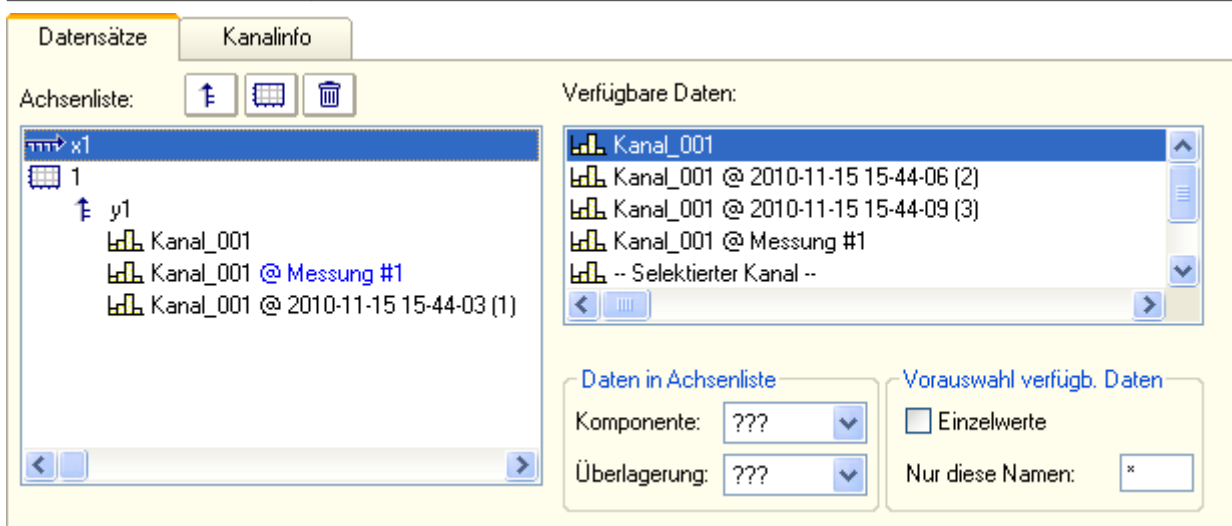 Datensätze Kanalinfo
Achsenliste:
x1
1
y1
Kanal_001
Kanal_001 @ Messung #1
Kanal_001 @ 2010-11-15 15-44-03 (1)
Verfügbare Daten:
Kanal_001
Kanal_001 @ 2010-11-15 15-44-06 (2)
Kanal_001 @ 2010-11-15 15-44-09 (3)
Kanal_001 @ Messung #1
-- Selektierter Kanal --
Daten in Achsenliste
Komponente: ???
Überlagerung: ???
Vorauswahl verfügb. Daten
Einzelwerte
Nur diese Namen: *